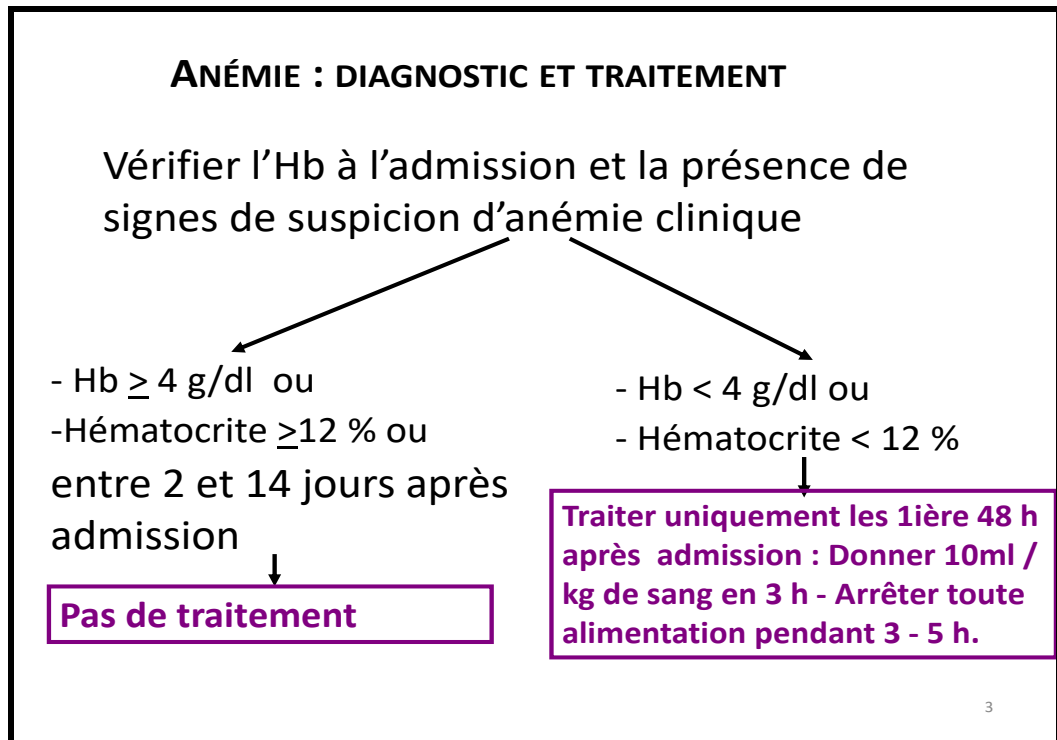 ANÉMIE : DIAGNOSTIC ET TRAITEMENT
Vérifier l’Hb à l’admission et la présence de
signes de suspicion d’anémie clinique
- Hb ≥ 4 g/dl ou
-Hématocrite ≥12 % ou
entre 2 et 14 jours après
admission
Pas de traitement
- Hb < 4 g/dl ou
- Hématocrite < 12 %
Traiter uniquement les 1ière 48 h
après admission : Donner 10ml /
kg de sang en 3 h - Arrêter toute
alimentation pendant 3 - 5 h.
3